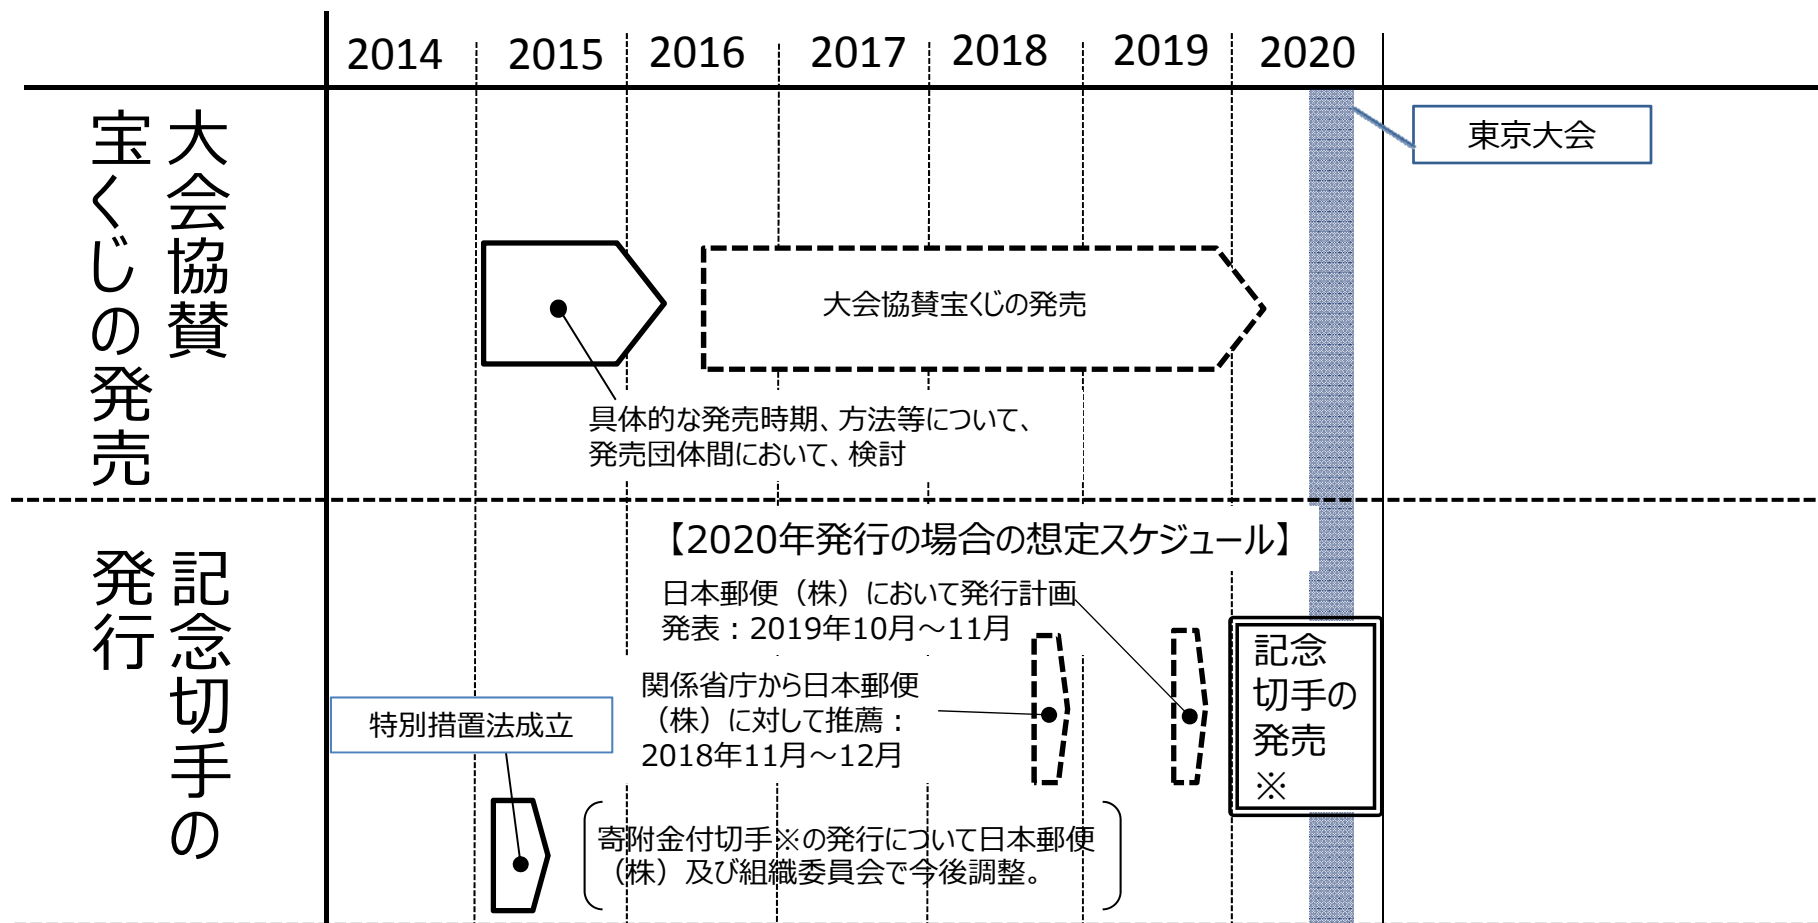 2014 2015 2016 2017 2018 2019 2020
大会協賛
宝くじの発売
東京大会
大会協賛宝くじの発売
具体的な発売時期、方法等について、
発売団体間において、検討
記念切手の
発行
【2020年発行の場合の想定スケジュール】
日本郵便（株）において発行計画
発表：2019年10月～11月
関係省庁から日本郵便
（株）に対して推薦：
2018年11月～12月
記念
切手の
発売
※
特別措置法成立
寄附金付切手※の発行について日本郵便
（株）及び組織委員会で今後調整。